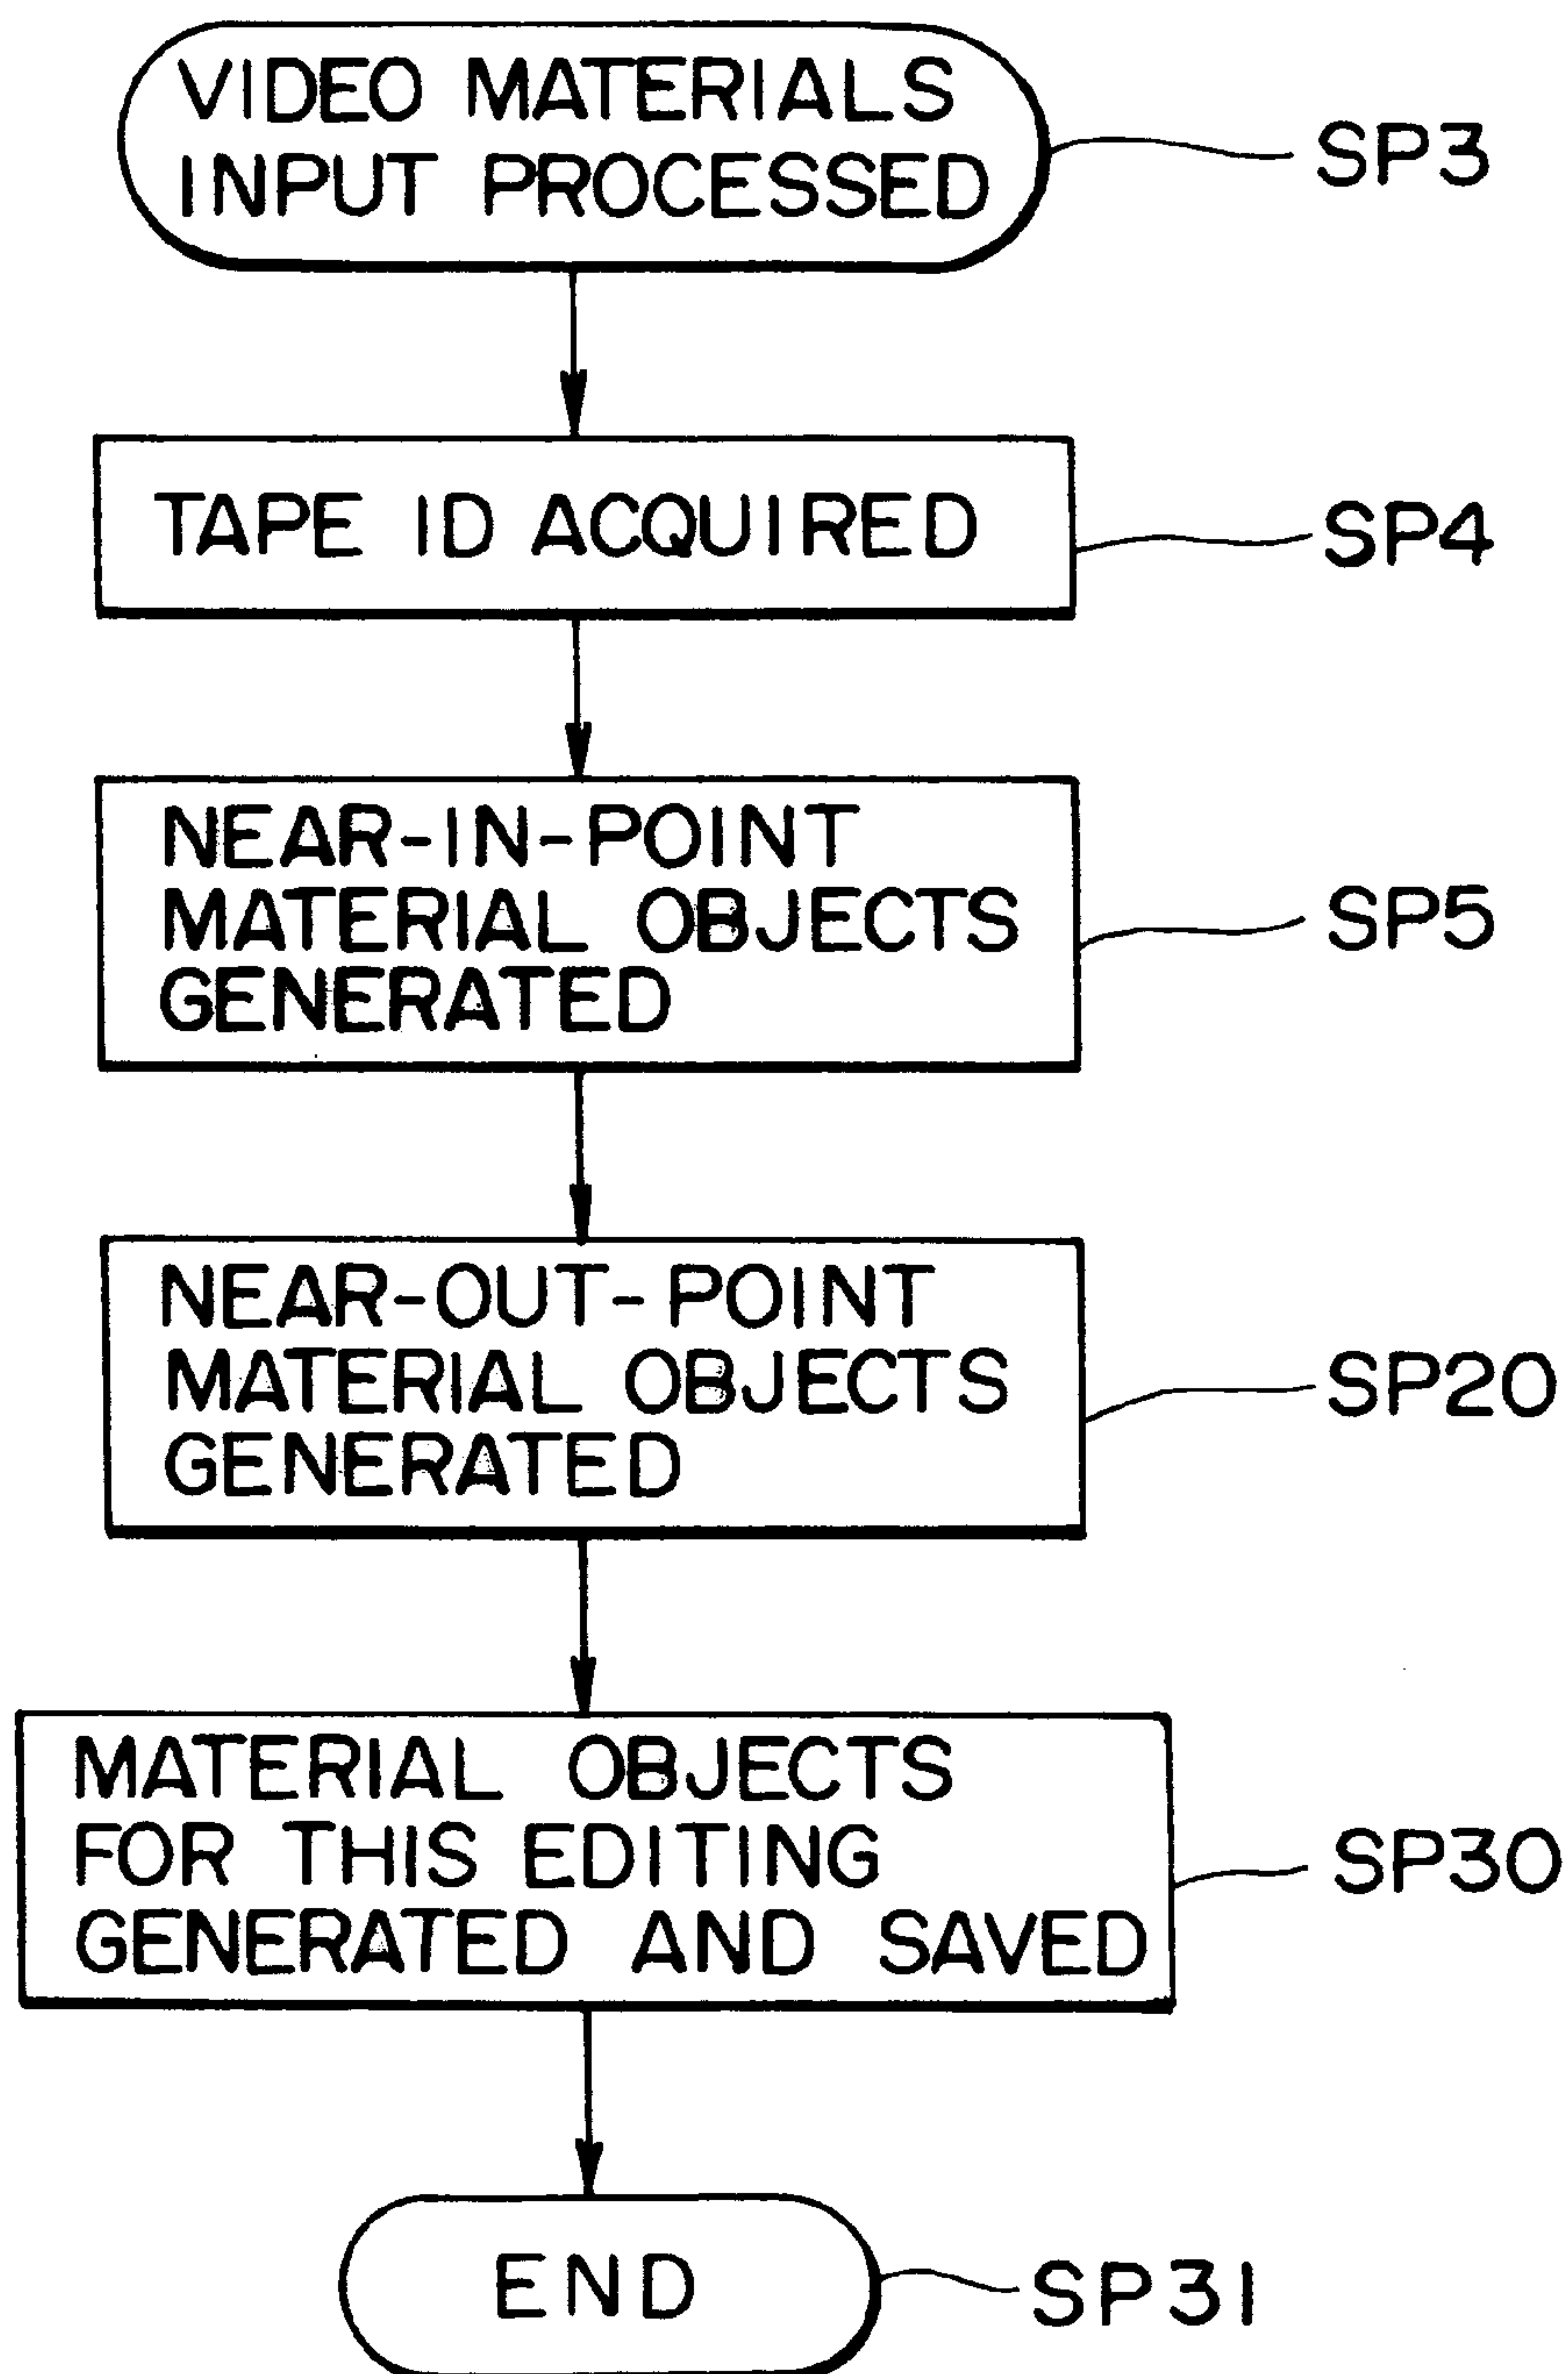 VIDEO MATERIALS
INPUT PROCESSED
SP3
TAPE ID ACQUIRED
SP4
NEAR-IN-POINT
MATERIAL OBJECTS
GENERATED
SP5
NEAR-OUT-POINT
MATERIAL OBJECTS
GENERATED
SP20
MATERIAL OBJECTS
FOR THIS EDITING
GENERATED AND SAVED
SP30
END
SP31